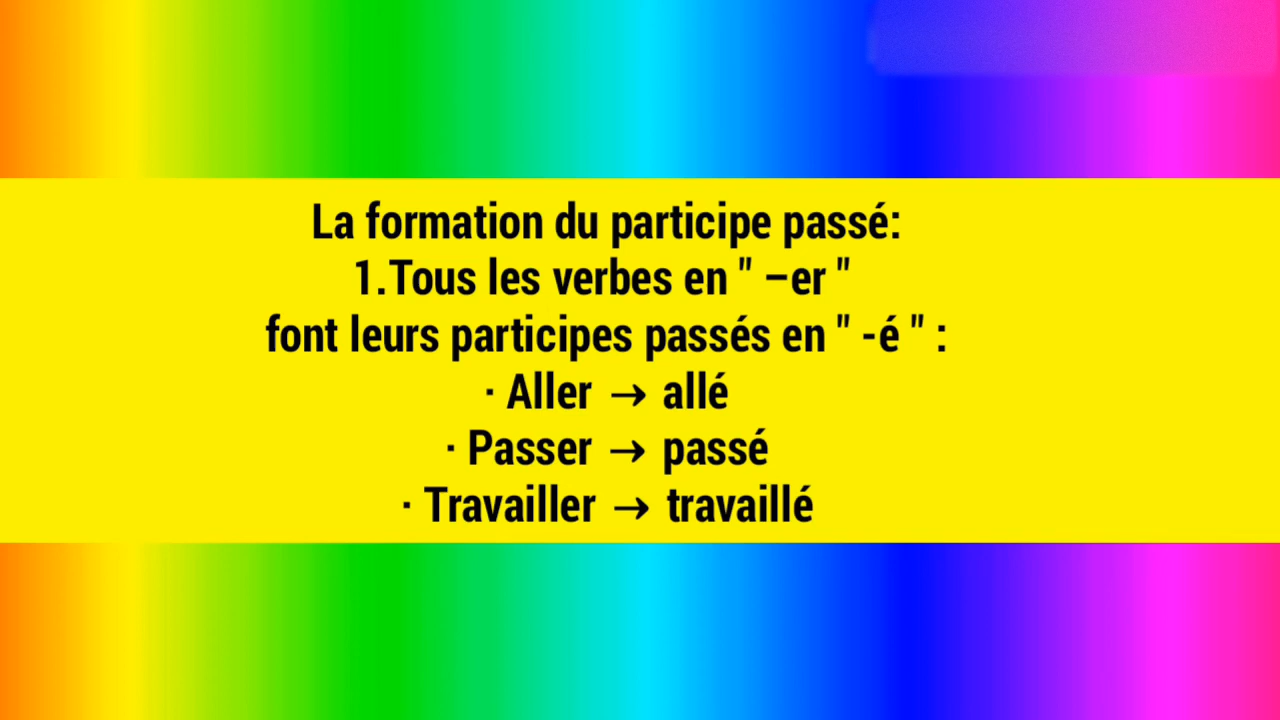 La formation du participe passé:
1.Tous les verbes en " –er "
font leurs participes passés en " -é " :
· Aller → allé
· Passer → passé
· Travailler → travaillé